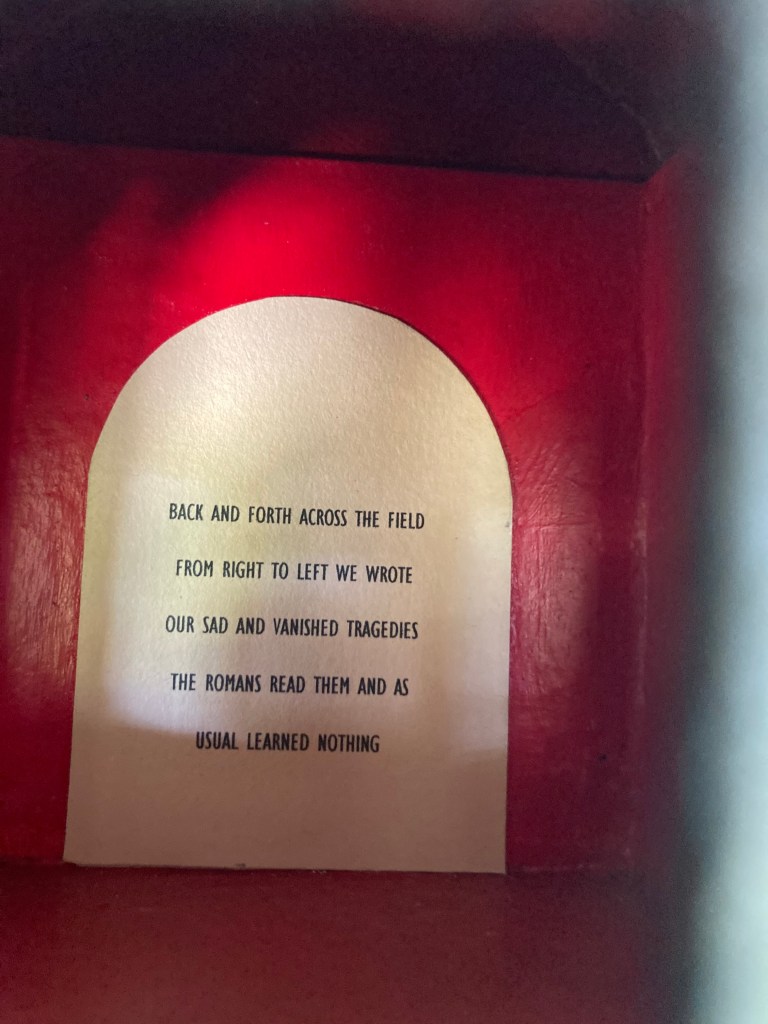 BACK AND FORTH ACROSS THE FIELD
FROM RIGHT TO LEFT WE WROTE
OUR SAD AND VANISHED TRAGEDIES
THE ROMANS READ THEM AND AS
USUAL LEARNED NOTHING